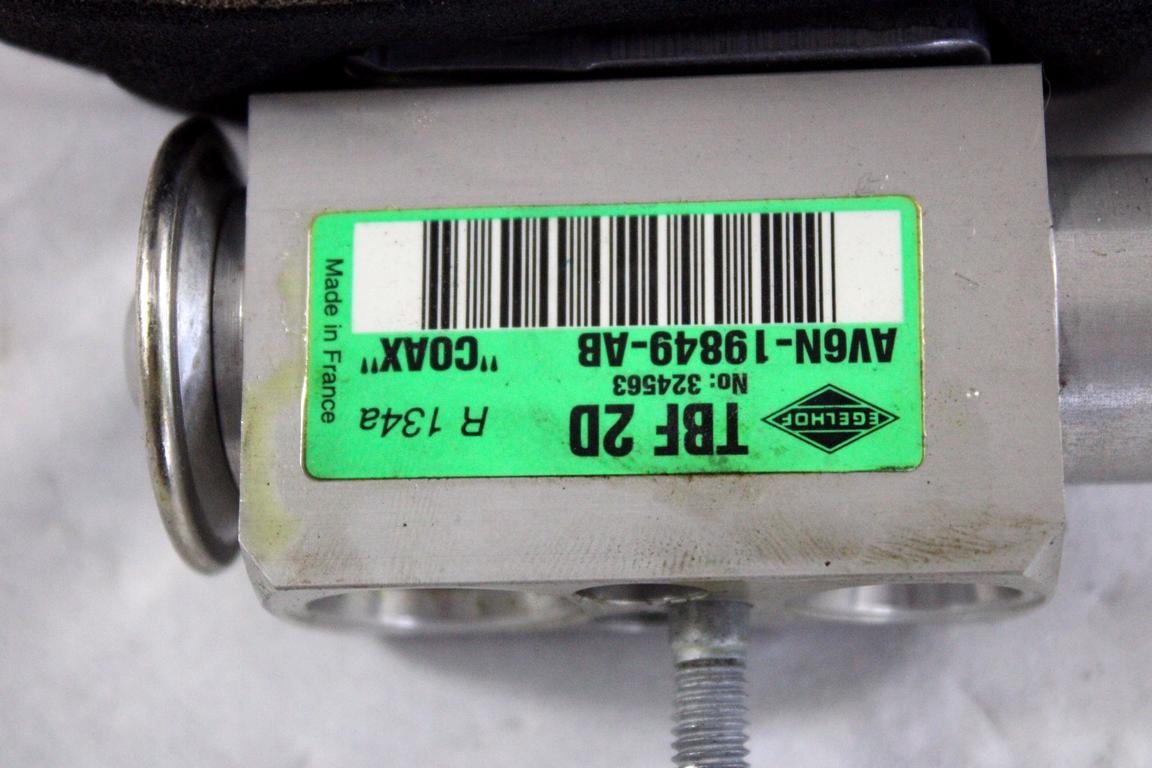 EGELHOF
TBF 2D
R 134a
No: 324563
AV6N-19849-AB
"COAX"
Made in France